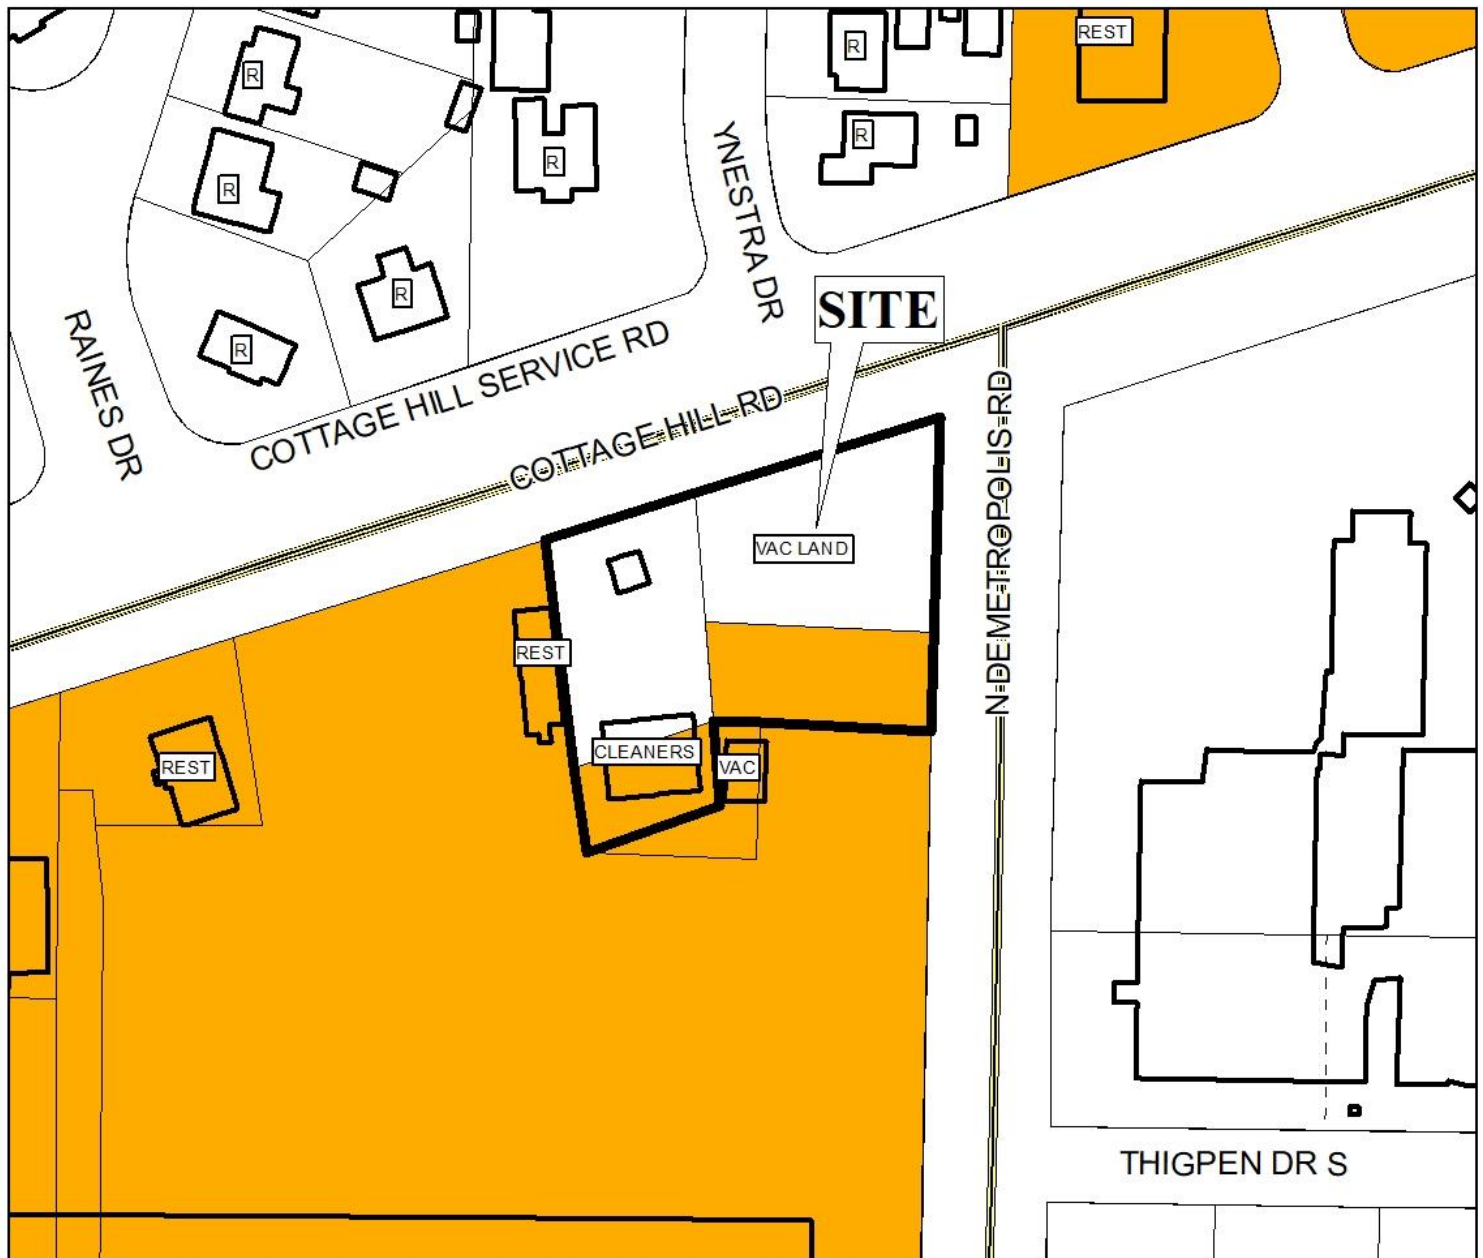 REST
R
R
R
R
R
R
R
YNESTRA DR
SITE
RAINES DR
COTTAGE HILL SERVICE RD
COTTAGE HILL RD
N DEMETROPOLIS RD
VAC LAND
REST
CLEANERS
VAC
REST
THIGPEN DR S